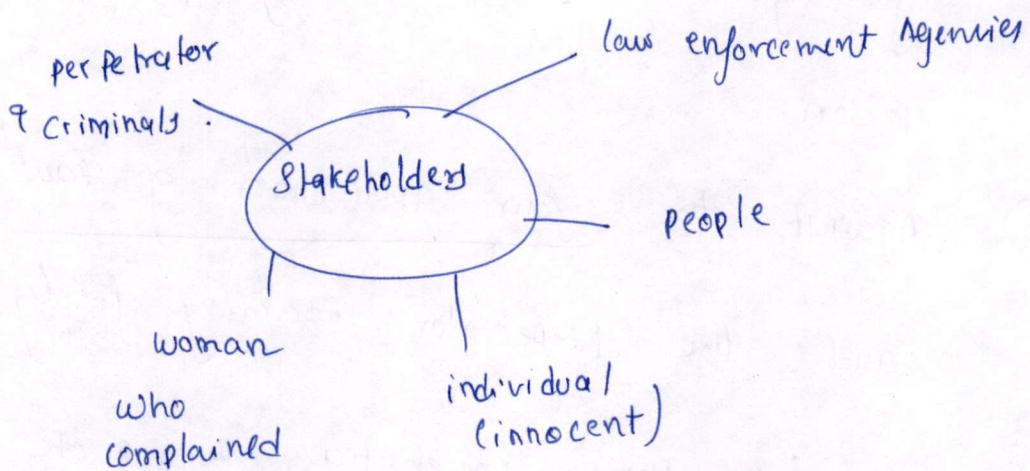 law enforcement Agencies
perpetrator
& criminals.
Stakeholders
people
woman
who
complained
individual
(innocent)